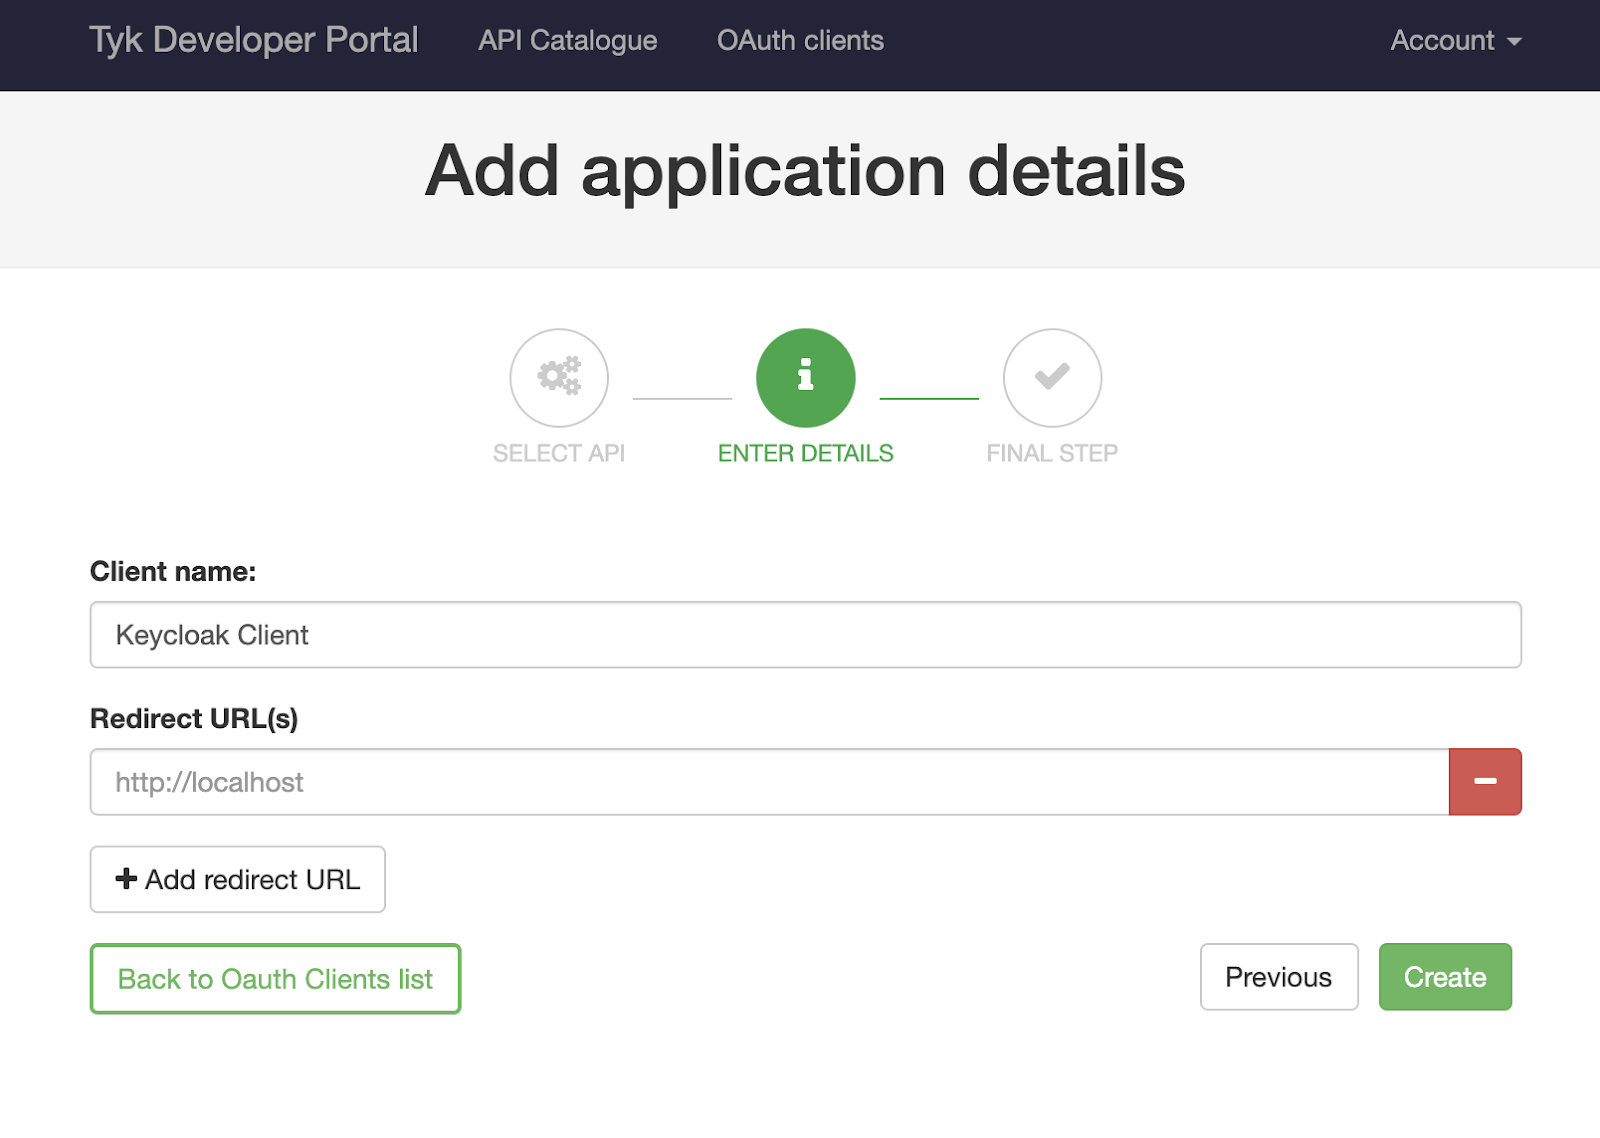 Tyk Developer Portal API Catalogue OAuth clients Account
Add application details
SELECT API ENTER DETAILS FINAL STEP
Client name:
Keycloak Client
Redirect URL(s)
http://localhost
Add redirect URL
Back to Oauth Clients list Previous Create